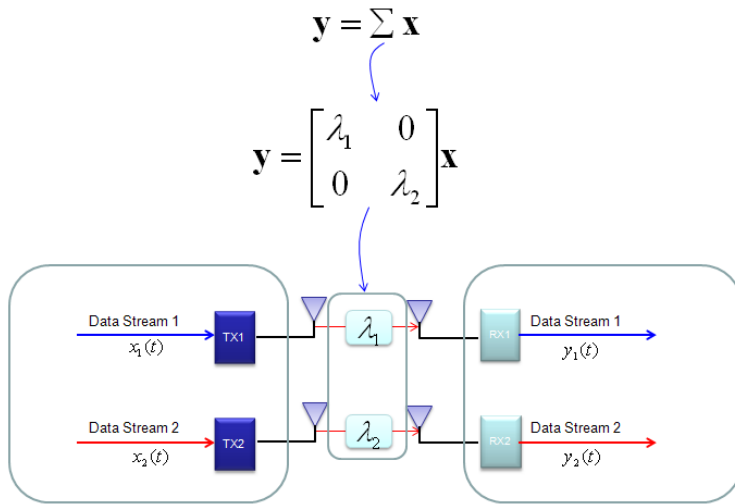 y = Σ x
y = [λ₁ 0
0 λ₂] x
Data Stream 1
x₁(t)
TX1
λ₁
RX1
Data Stream 1
y₁(t)
Data Stream 2
x₂(t)
TX2
λ₂
RX2
Data Stream 2
y₂(t)